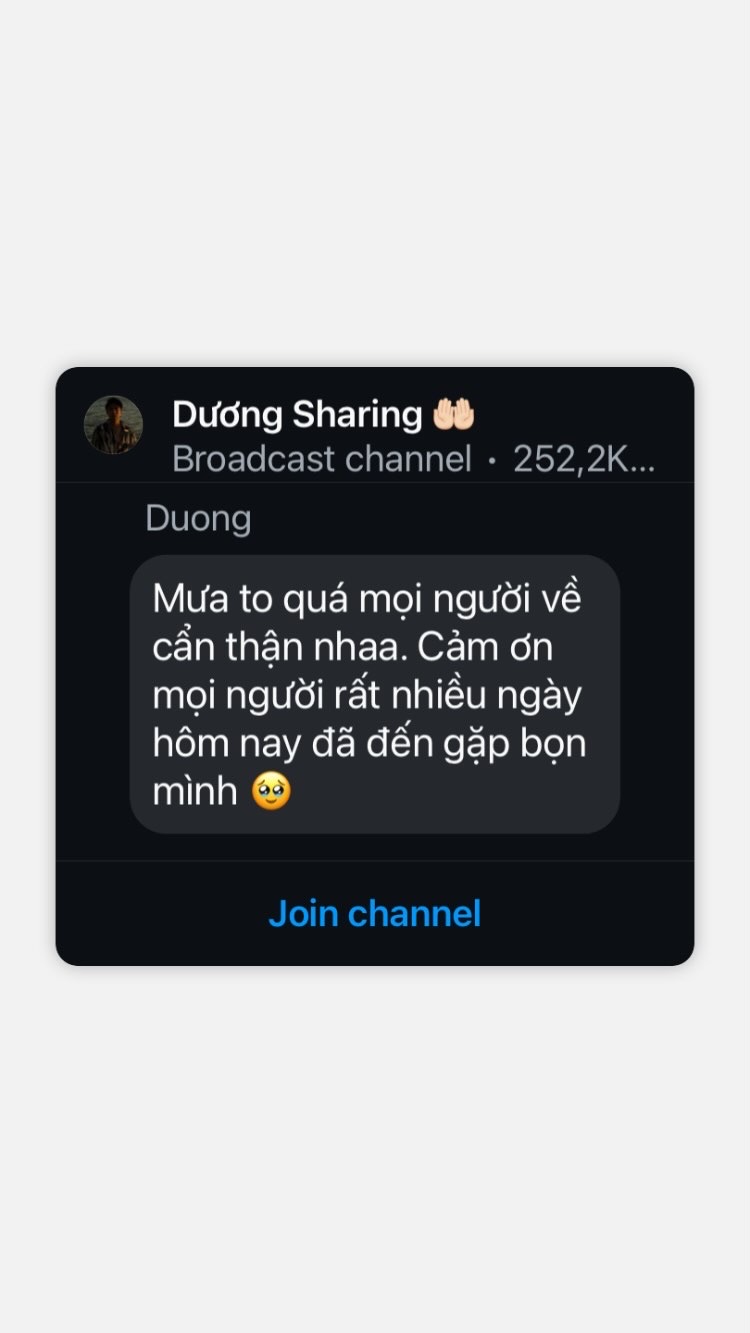 Dương Sharing 🤲🏻
Broadcast channel • 252,2K...
Duong
Mưa to quá mọi người về
cẩn thận nhaa. Cảm ơn
mọi người rất nhiều ngày
hôm nay đã đến gặp bọn
mình 🥹
Join channel